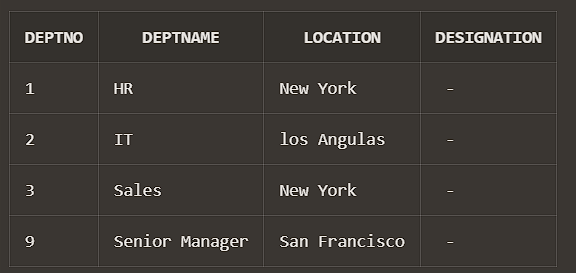 DEPTNO DEPTNAME LOCATION DESIGNATION
1 HR New York -
2 IT los Angulas -
3 Sales New York -
9 Senior Manager San Francisco -